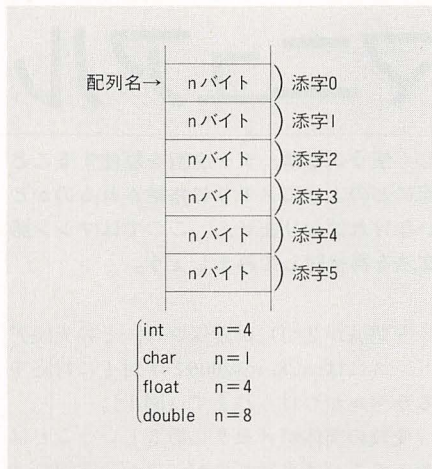 配列名→ nバイト 添字0
nバイト 添字1
nバイト 添字2
nバイト 添字3
nバイト 添字4
nバイト 添字5
int n=4
char n=1
float n=4
double n=8